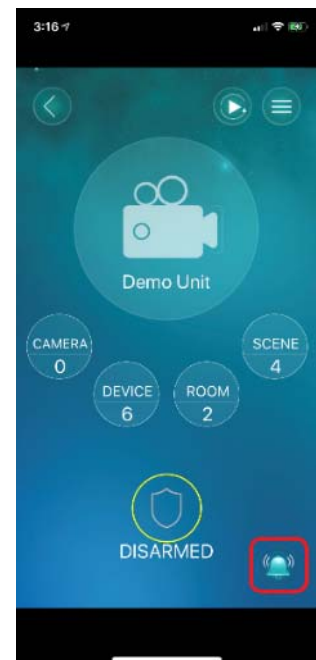 3:16
Demo Unit
CAMERA
0
SCENE
4
DEVICE
6
ROOM
2
DISARMED